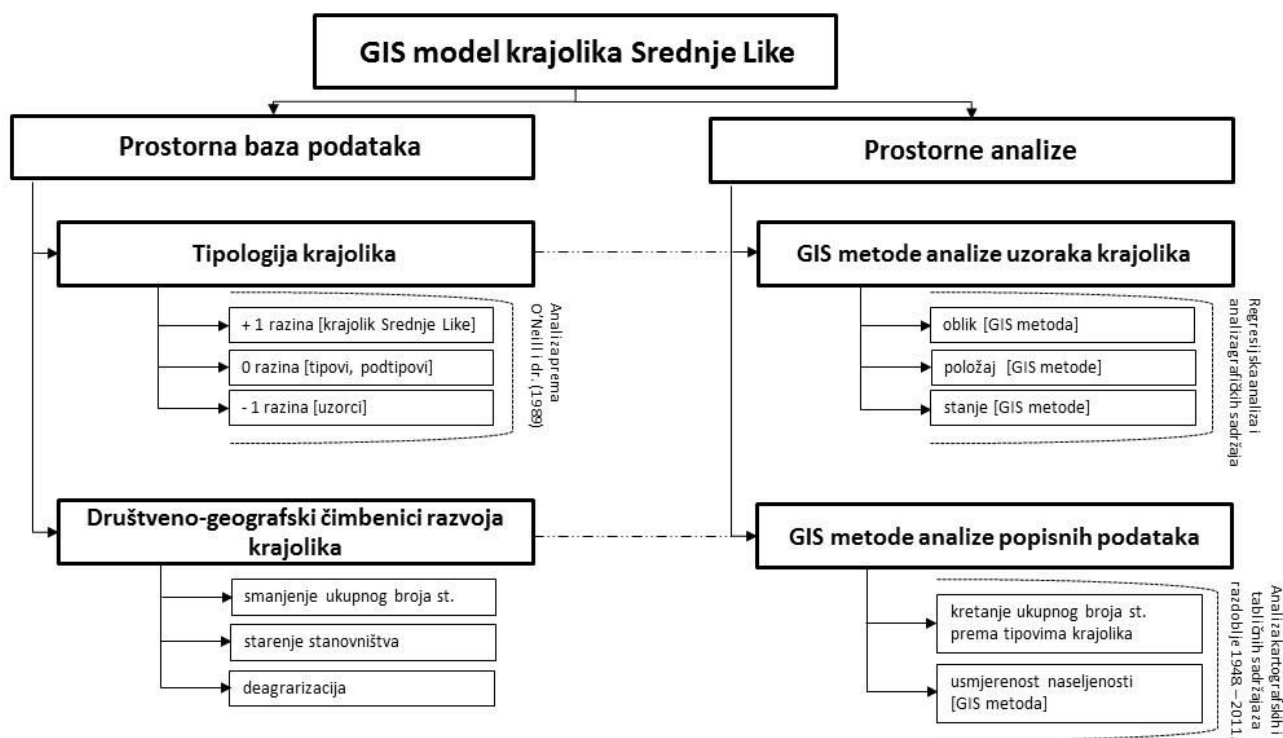 GIS model krajolika Srednje Like
Prostorna baza podataka
Tipologija krajolika
+ 1 razina [krajolik Srednje Like]
0 razina [tipovi, podtipovi]
- 1 razina [uzorci]
Analiza prema
O'Neill i dr. (1989)
Društveno-geografski čimbenici razvoja
krajolika
smanjenje ukupnog broja st.
starenje stanovništva
deagrarizacija
Prostorne analize
GIS metode analize uzoraka krajolika
oblik [GIS metoda]
položaj [GIS metode]
stanje [GIS metode]
Regresijska analiza i
analiza grafičkih sadržaja
GIS metode analize popisnih podataka
kretanje ukupnog broja st.
prema tipovima krajolika
usmjerenost naseljenosti
[GIS metoda]
Analiza kartografskih i
tabličnih sadržaja za
razdoblje 1948. – 2011.